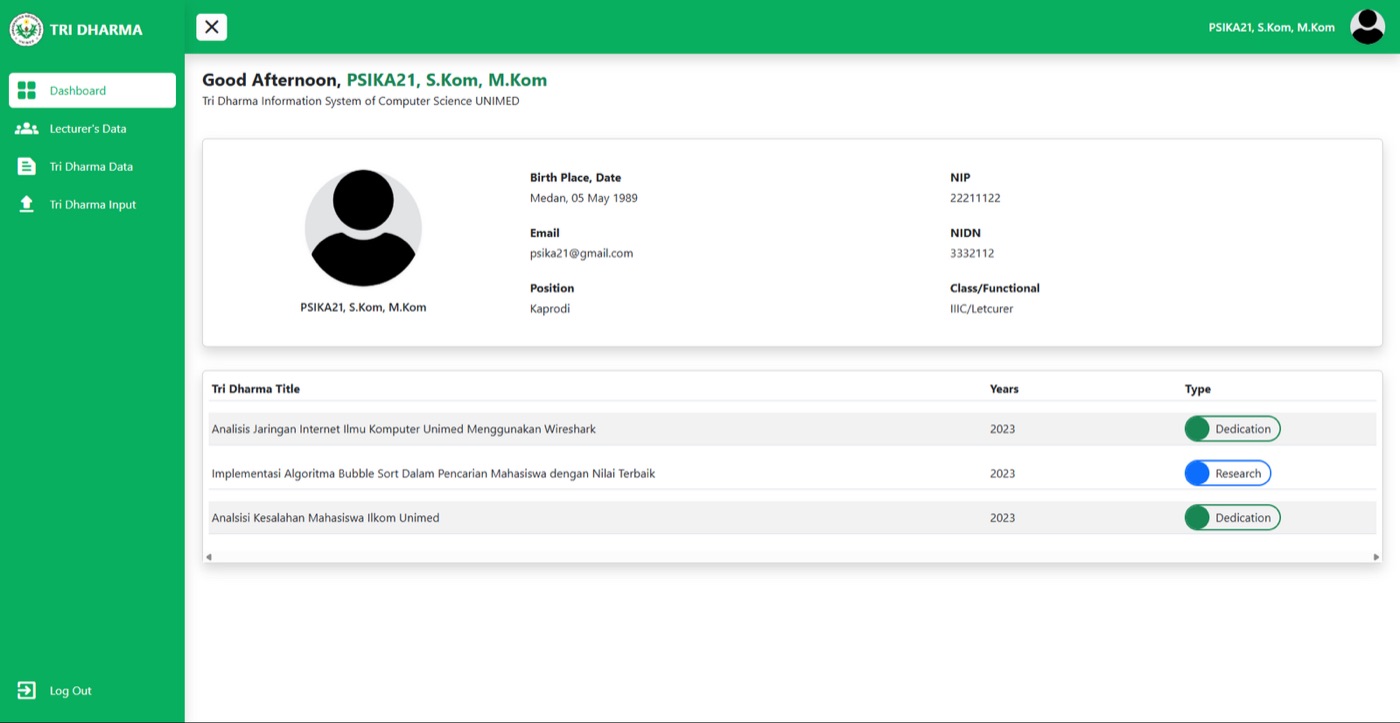 TRI DHARMA
PSIKA21, S.Kom, M.Kom
Dashboard
Lecturer's Data
Tri Dharma Data
Tri Dharma Input
Log Out
Good Afternoon, PSIKA21, S.Kom, M.Kom
Tri Dharma Information System of Computer Science UNIMED
PSIKA21, S.Kom, M.Kom
Birth Place, Date
Medan, 05 May 1989
Email
psika21@gmail.com
Position
Kaprodi
NIP
22211122
NIDN
3332112
Class/Functional
IIIC/Letcurer
Tri Dharma Title Years Type
Analisis Jaringan Internet Ilmu Komputer Unimed Menggunakan Wireshark 2023 Dedication
Implementasi Algoritma Bubble Sort Dalam Pencarian Mahasiswa dengan Nilai Terbaik 2023 Research
Analsisi Kesalahan Mahasiswa Ilkom Unimed 2023 Dedication